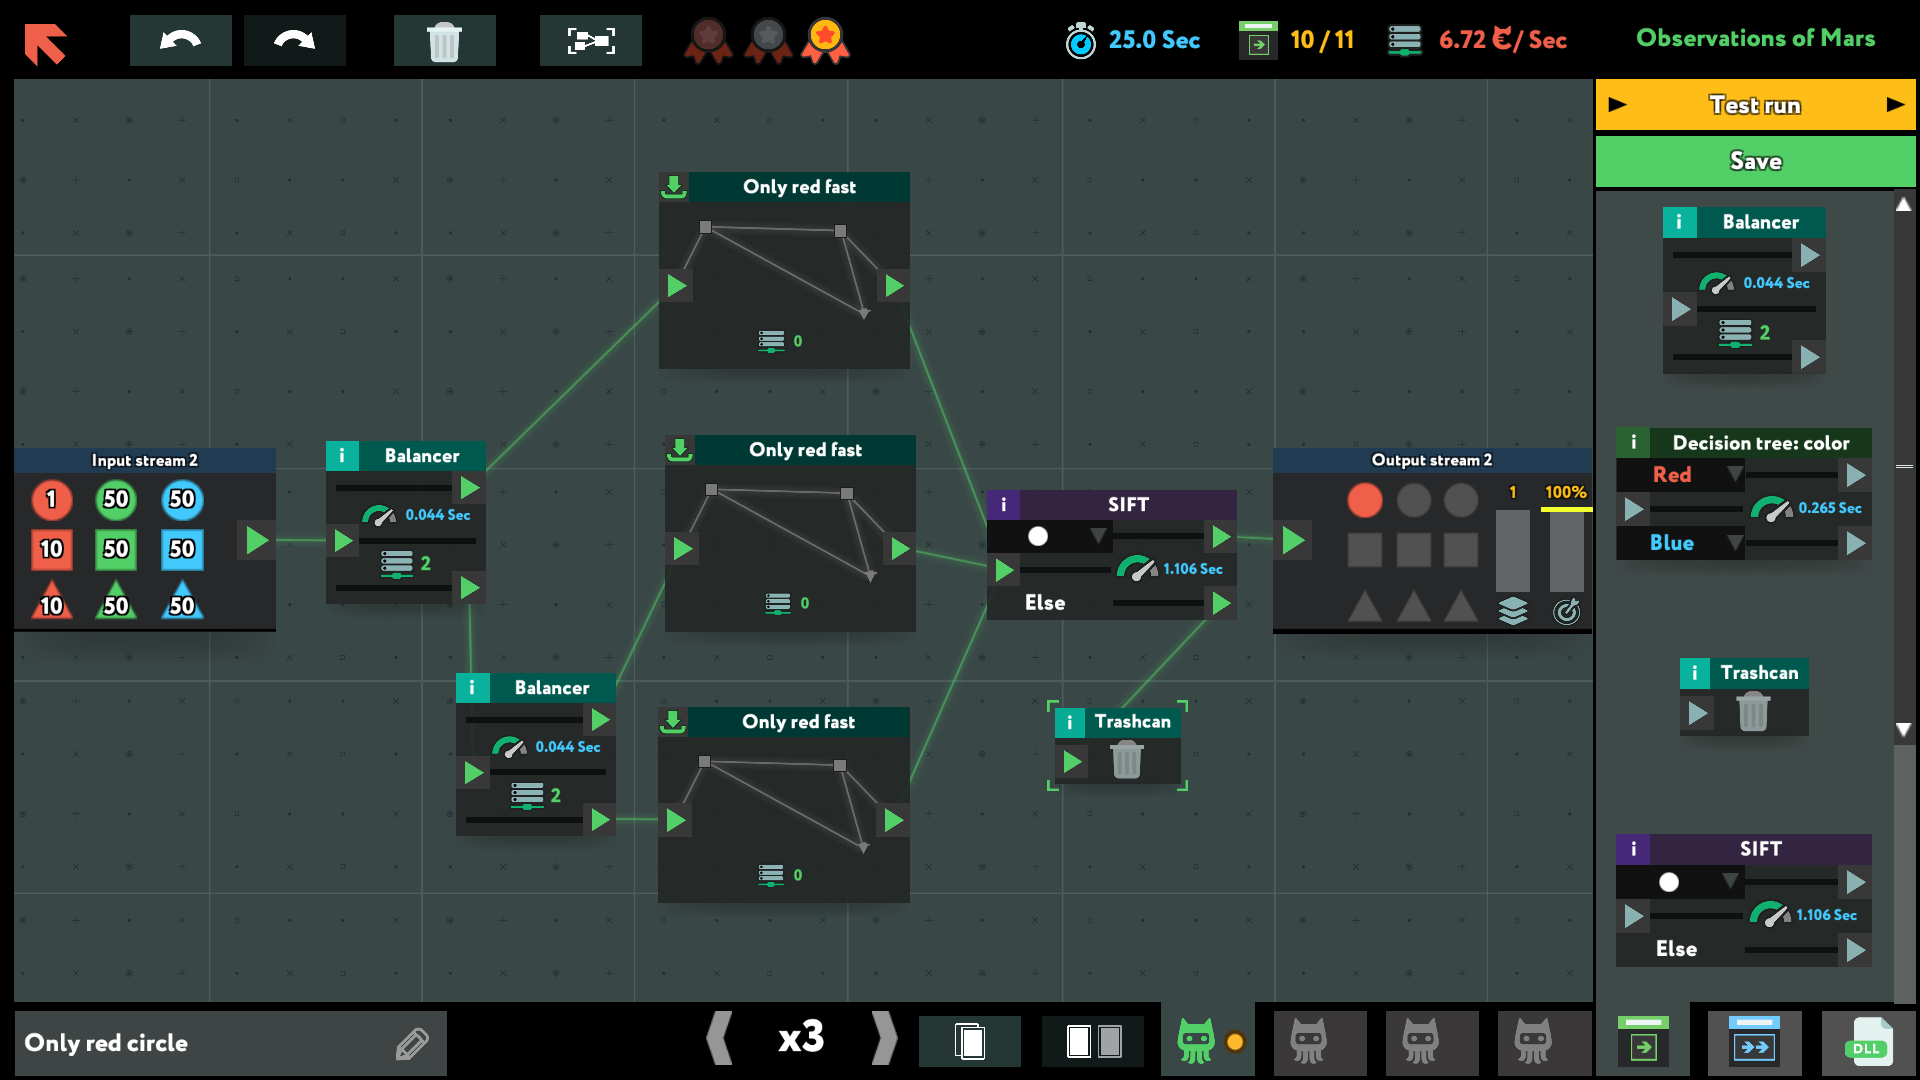 25.0 Sec
10 / 11
6.72 €/ Sec
Observations of Mars
Test run
Save
i Balancer
0.044 Sec
2
i Decision tree: color
Red
0.265 Sec
Blue
i Trashcan
i SIFT
1.106 Sec
Else
Only red fast
0
Only red fast
0
Only red fast
0
Input stream 2
1 50 50
10 50 50
10 50 50
i Balancer
0.044 Sec
2
i Balancer
0.044 Sec
2
i SIFT
1.106 Sec
Else
i Trashcan
Output stream 2
1 100%
Only red circle
x3
DLL